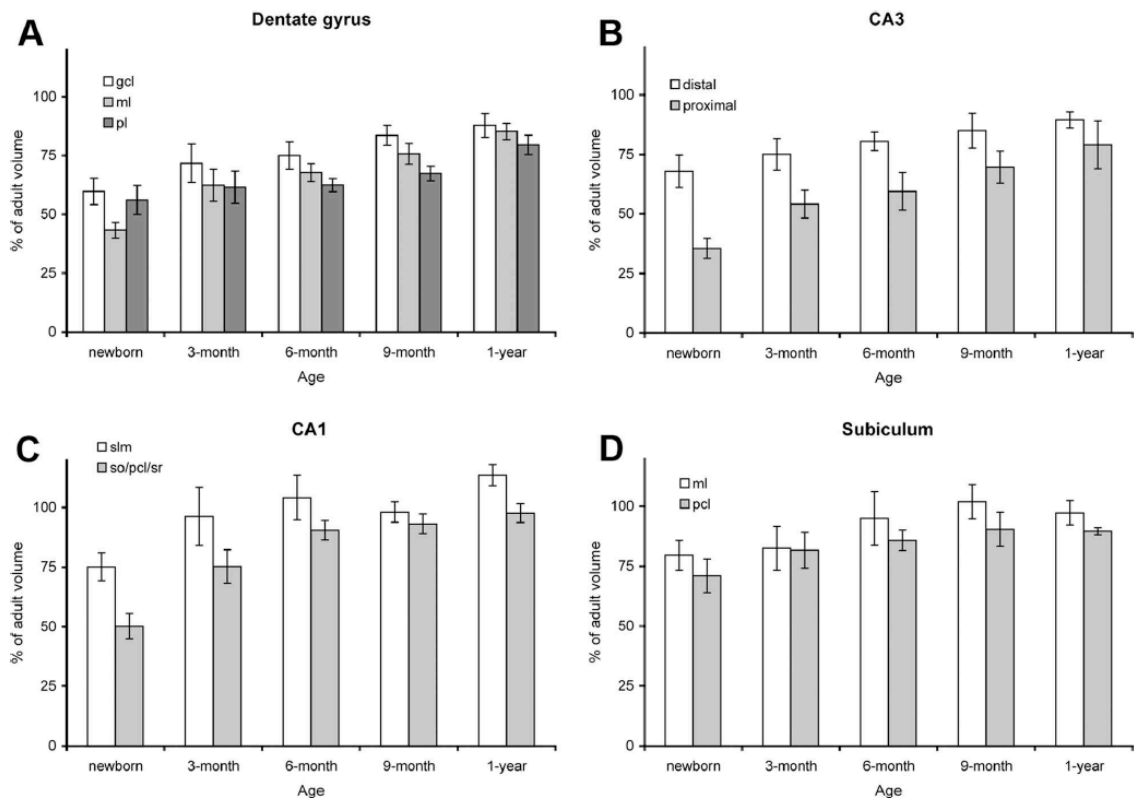 A
Dentate gyrus
gcl
ml
pl
% of adult volume
100
75
50
25
0
newborn 3-month 6-month 9-month 1-year
Age
B
CA3
distal
proximal
% of adult volume
100
75
50
25
0
newborn 3-month 6-month 9-month 1-year
Age
C
CA1
slm
so/pcl/sr
% of adult volume
100
75
50
25
0
newborn 3-month 6-month 9-month 1-year
Age
D
Subiculum
ml
pcl
% of adult volume
100
75
50
25
0
newborn 3-month 6-month 9-month 1-year
Age